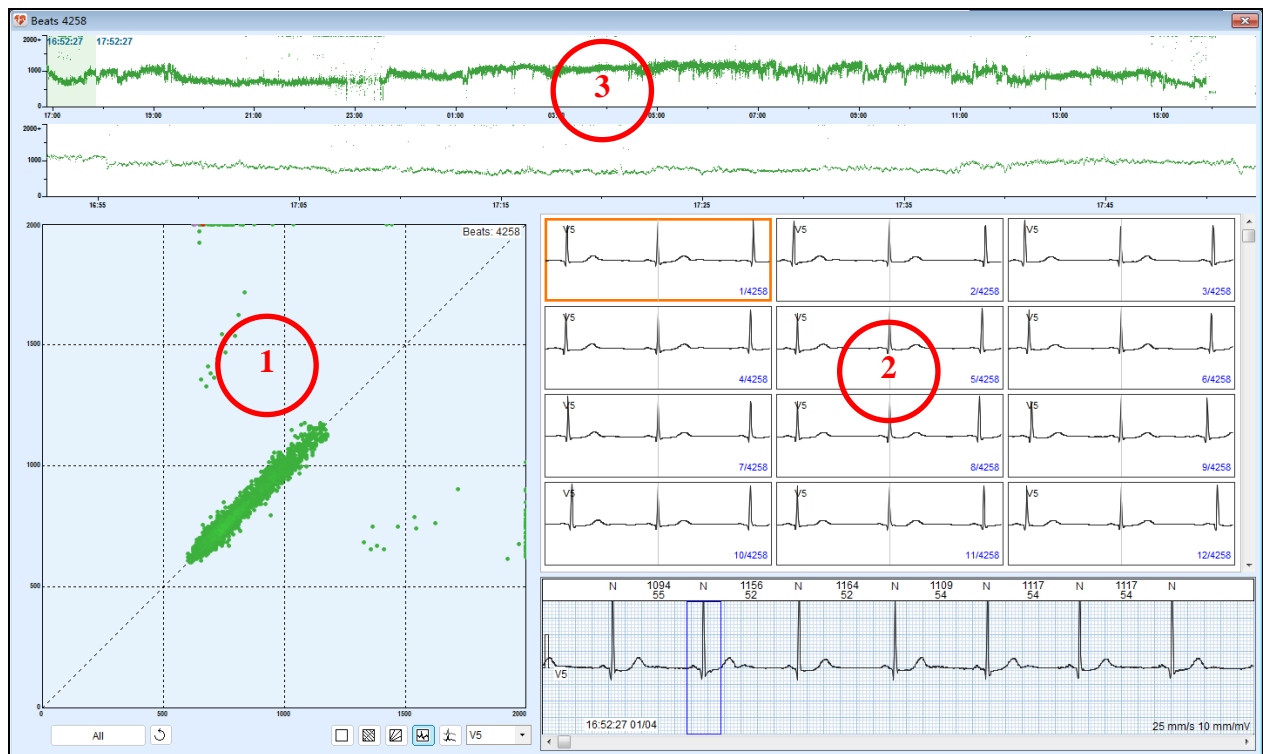 Beats 4258
2000+
16:52:27 17:52:27
1000
0
17:00 19:00 21:00 23:00 01:00 03:00 05:00 07:00 09:00 11:00 13:00 15:00
3
2000+
1000
0
16:55 17:05 17:15 17:25 17:35 17:45
2000
Beats: 4258
1500
1000
500
0
0 500 1000 1500 2000
1
V5 V5 V5
1/4258 2/4258 3/4258
V5 V5 V5
4/4258 5/4258 6/4258
2
V5 V5 V5
7/4258 8/4258 9/4258
V5 V5 V5
10/4258 11/4258 12/4258
N 1094 N 1156 N 1164 N 1109 N 1117 N 1117 N
55 52 52 54 54 54
V5
16:52:27 01/04 25 mm/s 10 mm/mV
All V5